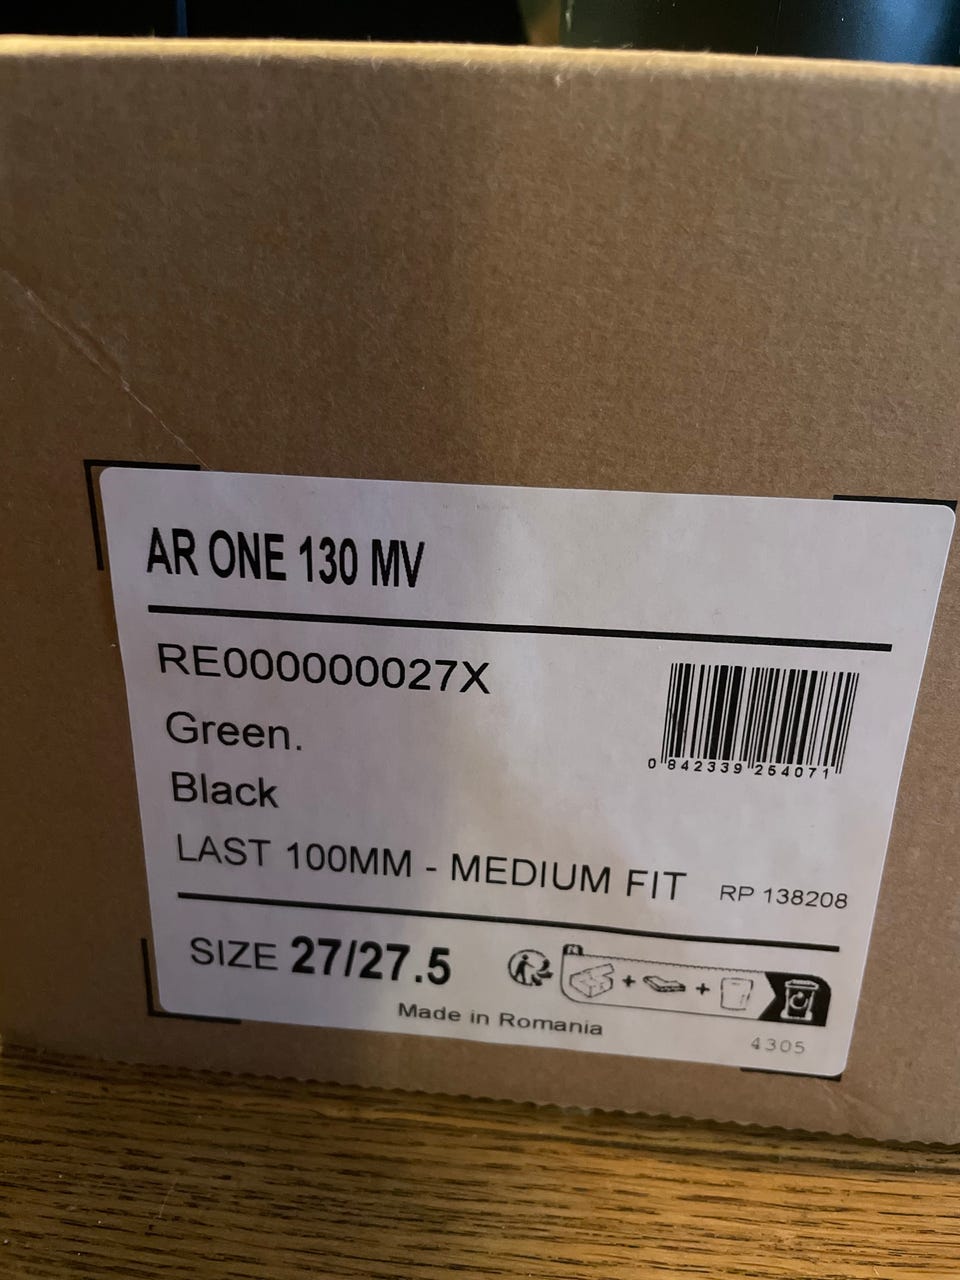 AR ONE 130 MV
RE000000027X
Green.
Black
0 842339 254071
LAST 100MM - MEDIUM FIT RP 138208
SIZE 27/27.5
FR
+ +
Made in Romania
4305